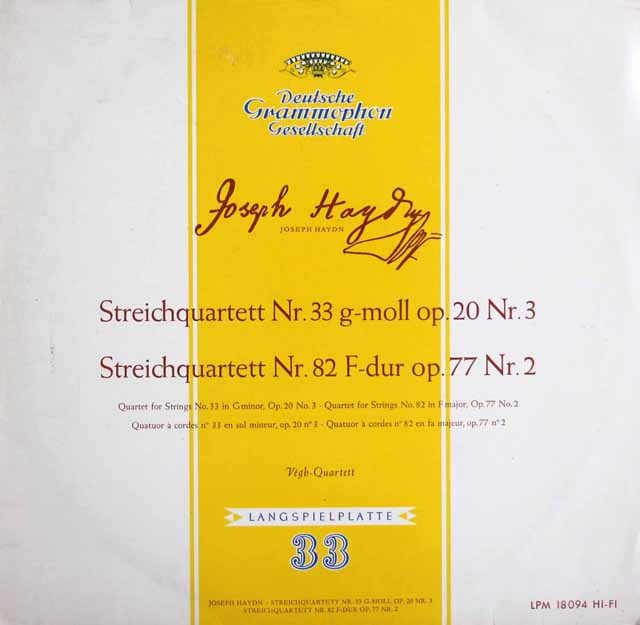 Deutsche
Grammophon
Gesellschaft
Joseph Haydn
JOSEPH HAYDN
Streichquartett Nr. 33 g-moll op. 20 Nr. 3
Streichquartett Nr. 82 F-dur op. 77 Nr. 2
Quartet for Strings No. 33 in G minor, Op. 20 No. 3 - Quartet for Strings No. 82 in F major, Op. 77 No. 2
Quatuor à cordes n° 33 en sol mineur, op. 20 n° 3 - Quatuor à cordes n° 82 en fa majeur, op. 77 n° 2
Végh-Quartett
LANGSPIELPLATTE
33
JOSEPH HAYDN - STREICHQUARTETT NR. 33 G-MOLL OP. 20 NR. 3
STREICHQUARTETT NR. 82 F-DUR OP. 77 NR. 2
LPM 18094 HI-FI